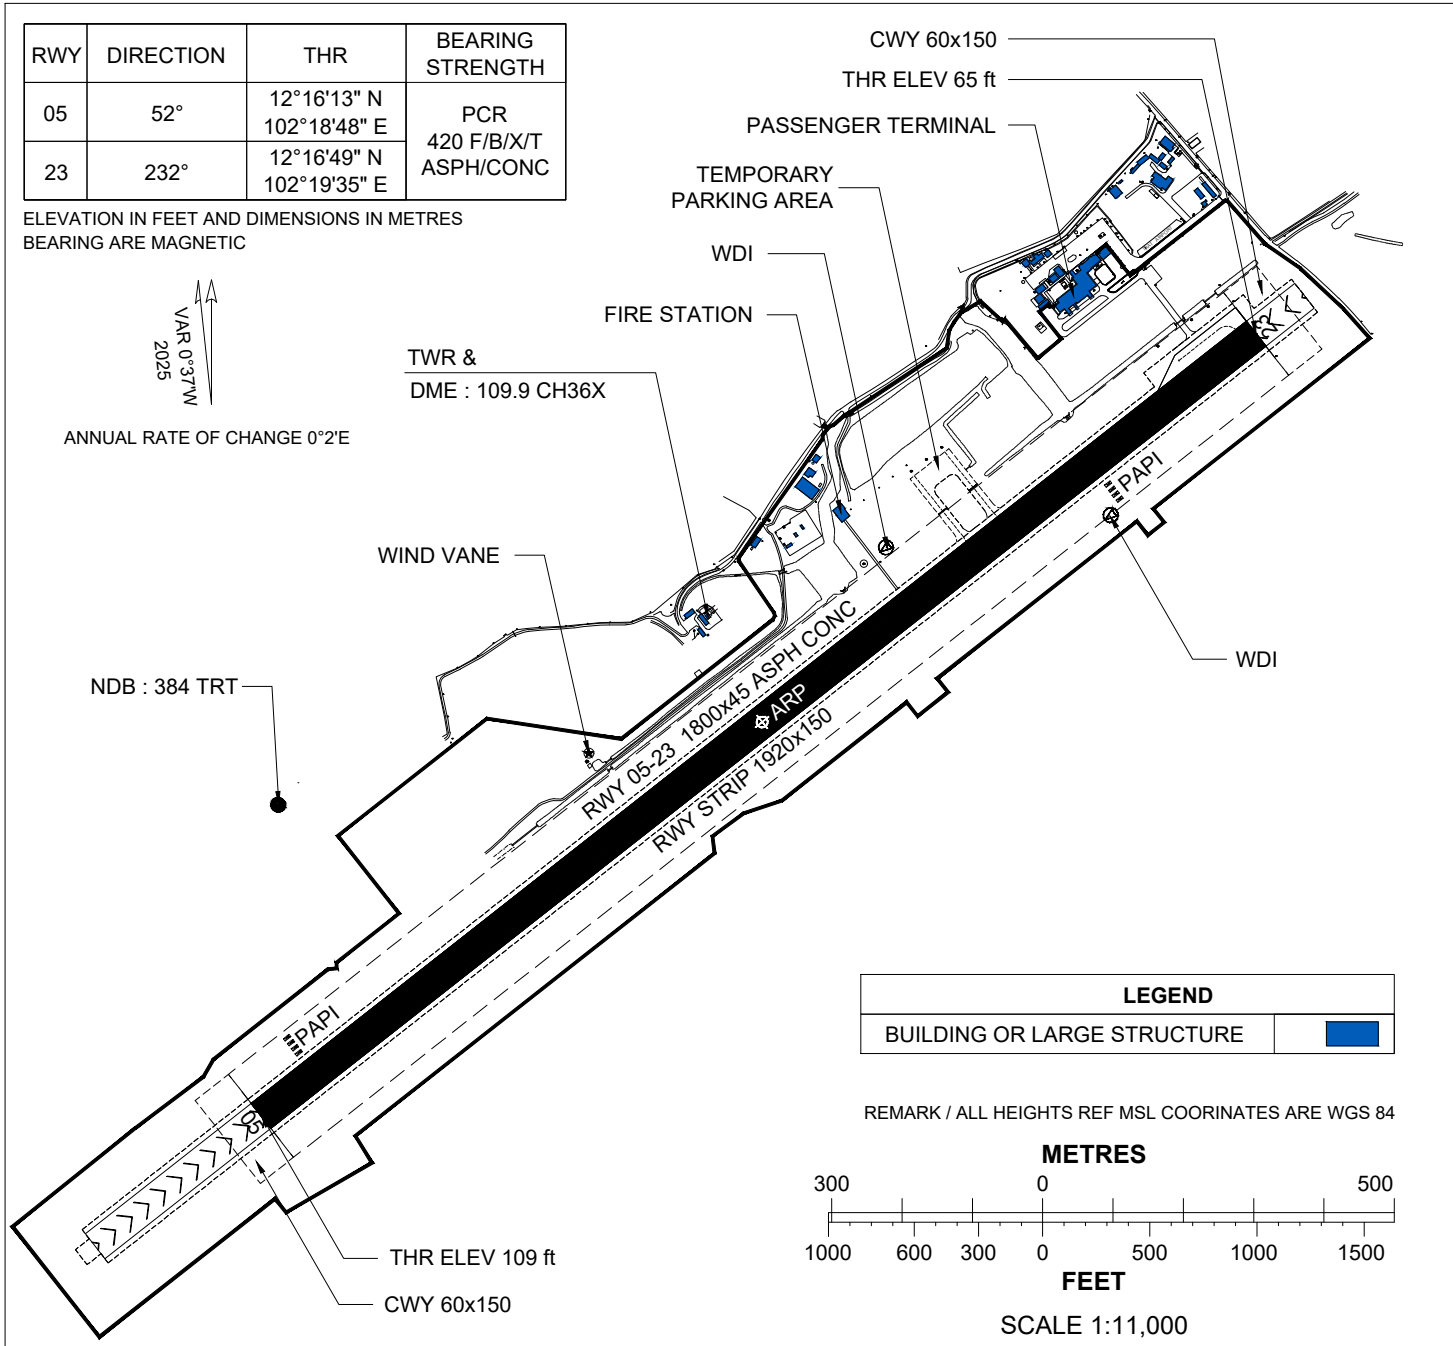 RWY DIRECTION THR BEARING STRENGTH
05 52° 12°16'13" N 102°18'48" E
23 232° 12°16'49" N 102°19'35" E
PCR
420 F/B/X/T
ASPH/CONC
ELEVATION IN FEET AND DIMENSIONS IN METRES
BEARING ARE MAGNETIC
VAR 0°37'W
2025
ANNUAL RATE OF CHANGE 0°2'E
CWY 60x150
THR ELEV 65 ft
PASSENGER TERMINAL
TEMPORARY
PARKING AREA
WDI
FIRE STATION
TWR &
DME : 109.9 CH36X
WIND VANE
NDB : 384 TRT
23
PAPI
WDI
RWY 05-23 1800x45 ASPH CONC
ARP
RWY STRIP 1920x150
PAPI
05
THR ELEV 109 ft
CWY 60x150
LEGEND
BUILDING OR LARGE STRUCTURE
REMARK / ALL HEIGHTS REF MSL COORINATES ARE WGS 84
METRES
300 0 500
1000 600 300 0 500 1000 1500
FEET
SCALE 1:11,000